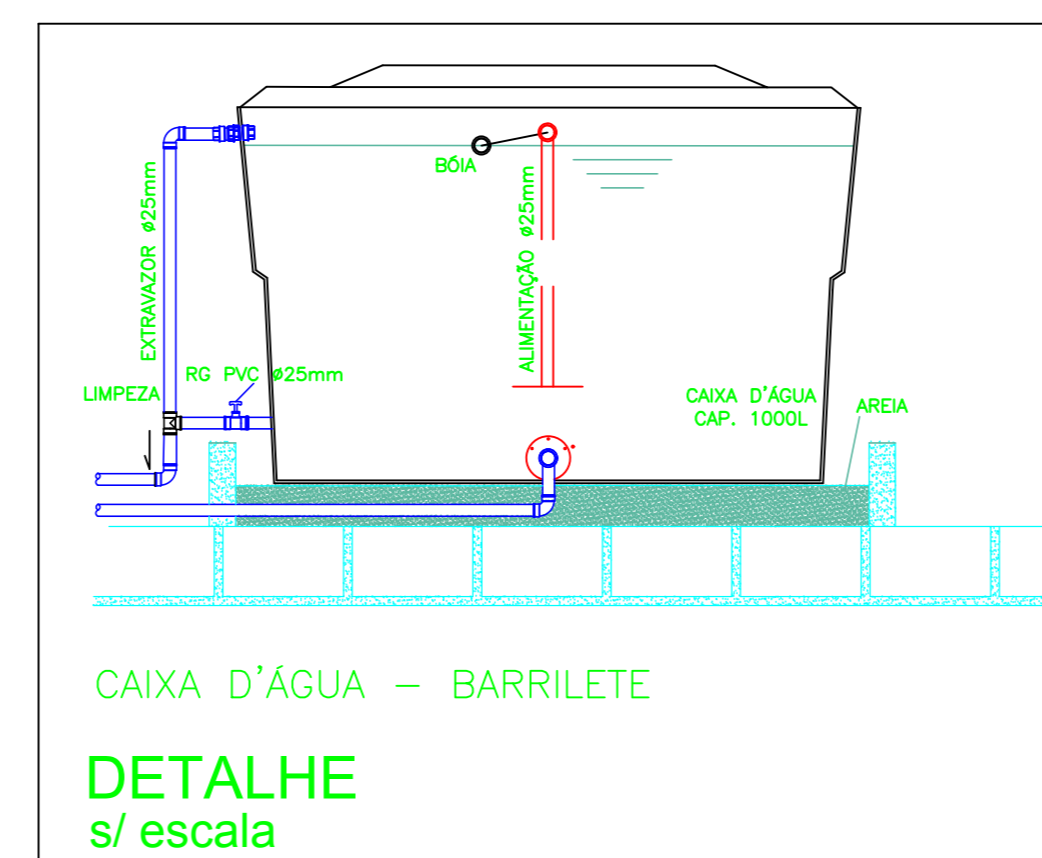 BÓIA
EXTRAVAZOR ø25mm
ALIMENTAÇÃO ø25mm
RG PVC ø25mm
LIMPEZA
CAIXA D'ÁGUA
CAP. 1000L
AREIA
CAIXA D'ÁGUA – BARRILETE
DETALHE
s/ escala